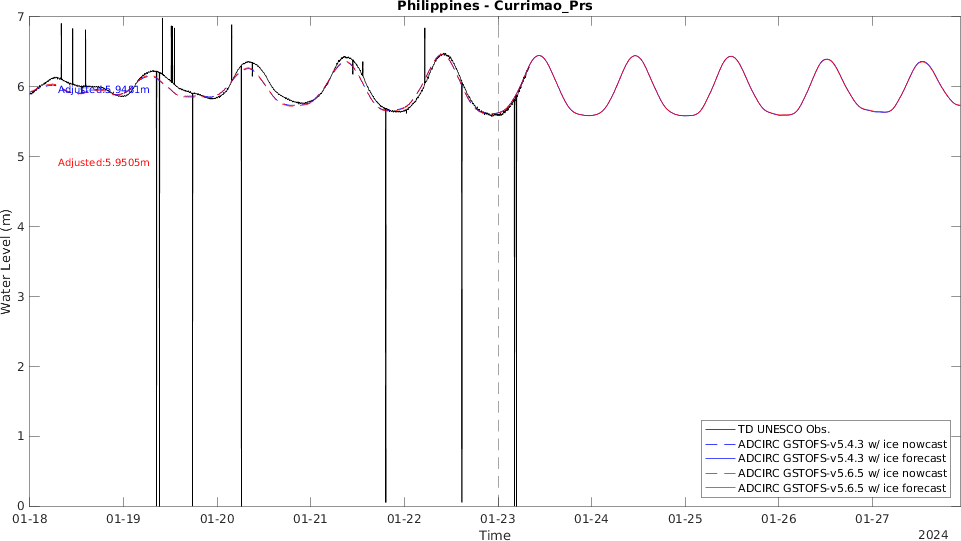 Philippines - Currimao_Prs
7
6
5
4
3
2
1
0
Water Level (m)
Adjusted:5.9481m
Adjusted:5.9505m
TD UNESCO Obs.
ADCIRC GSTOFS-v5.4.3 w/ ice nowcast
ADCIRC GSTOFS-v5.4.3 w/ ice forecast
ADCIRC GSTOFS-v5.6.5 w/ ice nowcast
ADCIRC GSTOFS-v5.6.5 w/ ice forecast
01-18 01-19 01-20 01-21 01-22 01-23 01-24 01-25 01-26 01-27
Time
2024